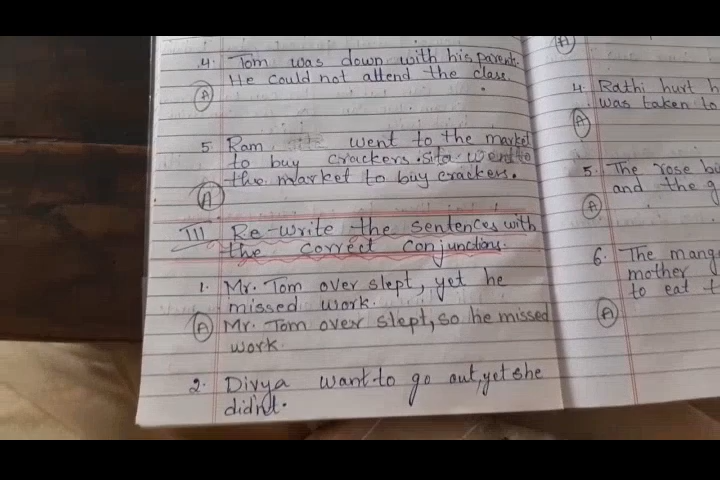 4. Tom was down with his parent.
He could not attend the class.
A
5 Ram went to the market
to buy crackers. Sita went to
the market to buy crackers.
A
III Re-write the sentences with
the correct conjunctions.
1. Mr. Tom over slept, yet he
missed work.
A Mr. Tom over slept, so he missed
work.
2. Divya want to go out, yet she
didn't.
A
4. Rathi hurt h
was taken to
A
5. The rose bu
and the g
A
6. The mang
mother
to eat t
A